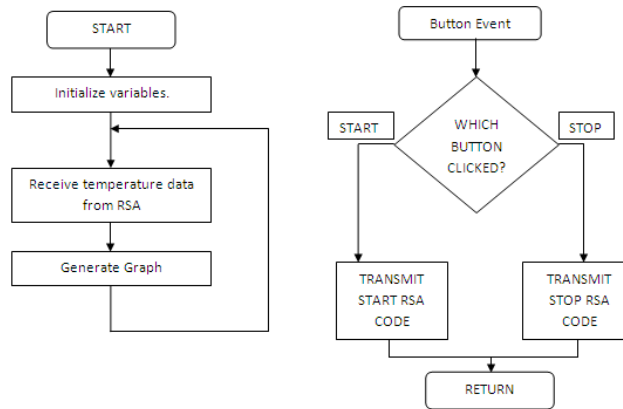 START
Initialize variables.
Receive temperature data
from RSA
Generate Graph
Button Event
START
WHICH
BUTTON
CLICKED?
STOP
TRANSMIT
START RSA
CODE
TRANSMIT
STOP RSA
CODE
RETURN